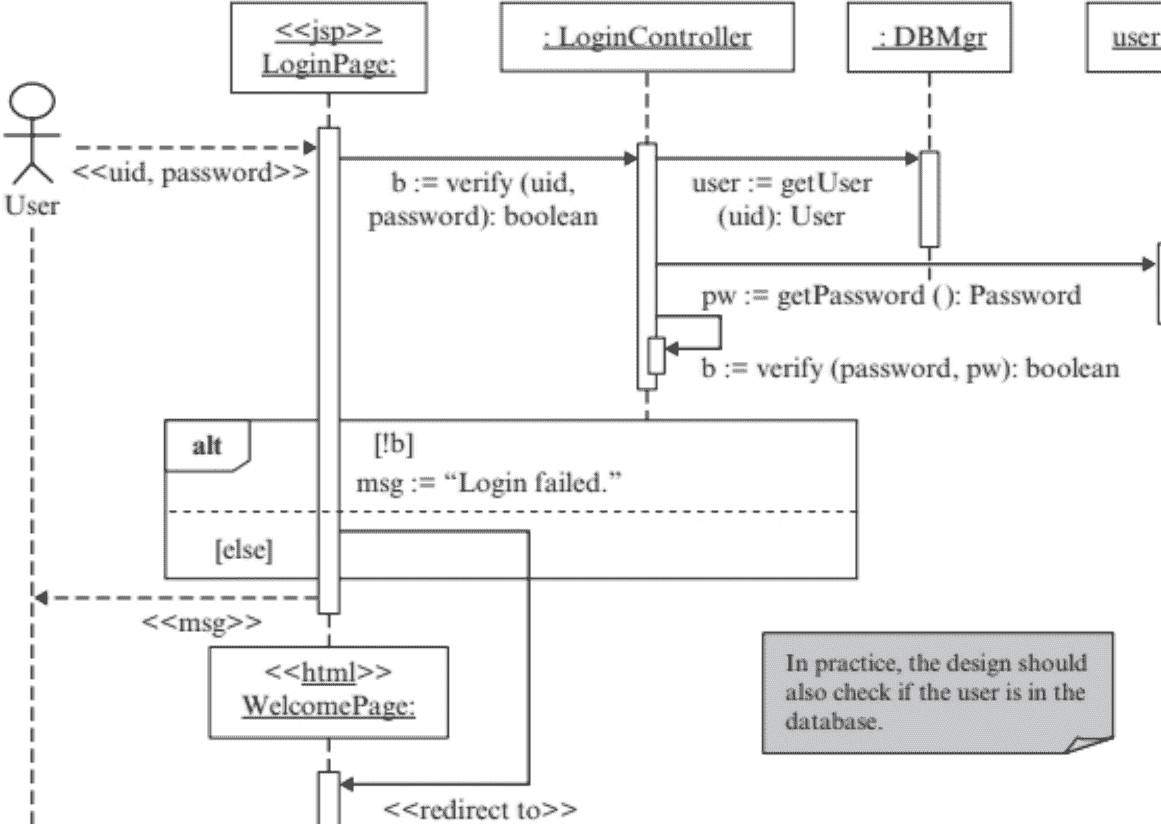 <<jsp>>
LoginPage:
: LoginController
: DBMgr
user
<<uid, password>>
User
b := verify (uid,
password): boolean
user := getUser
(uid): User
pw := getPassword (): Password
b := verify (password, pw): boolean
alt
[!b]
msg := “Login failed.”
[else]
<<msg>>
<<html>>
WelcomePage:
In practice, the design should
also check if the user is in the
database.
<<redirect to>>